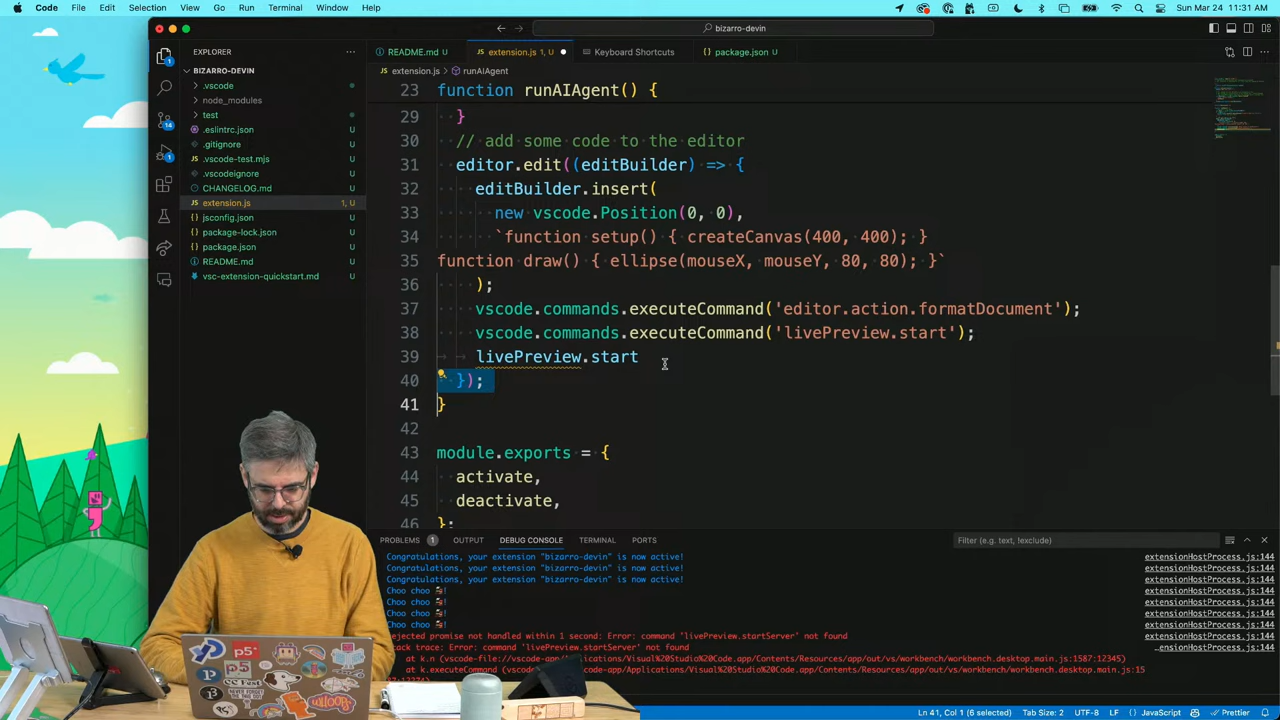 Code File Edit Selection View Go Run Terminal Window Help
Sun Mar 24 11:31 AM
bizarro-devin
EXPLORER
README.md U
extension.js 1, U
Keyboard Shortcuts
package.json U
BIZARRO-DEVIN
.vscode
node_modules
test
.eslintrc.json U
.gitignore U
.vscode-test.mjs U
.vscodeignore U
CHANGELOG.md U
extension.js 1, U
jsconfig.json U
package-lock.json U
package.json U
README.md U
vsc-extension-quickstart.md U
1
14
1
extension.js > runAIAgent
23 function runAIAgent() {
29 }
30 // add some code to the editor
31 editor.edit((editBuilder) => {
32 editBuilder.insert(
33 new vscode.Position(0, 0),
34 `function setup() { createCanvas(400, 400); }
35 function draw() { ellipse(mouseX, mouseY, 80, 80); }`
36 );
37 vscode.commands.executeCommand('editor.action.formatDocument');
38 vscode.commands.executeCommand('livePreview.start');
39 livePreview.start
40 });
41 }
42
43 module.exports = {
44 activate,
45 deactivate,
46 };
PROBLEMS 1 OUTPUT DEBUG CONSOLE TERMINAL PORTS
Filter (e.g. text, !exclude)
Congratulations, your extension "bizarro-devin" is now active! extensionHostProcess.js:144
Congratulations, your extension "bizarro-devin" is now active! extensionHostProcess.js:144
Congratulations, your extension "bizarro-devin" is now active! extensionHostProcess.js:144
Choo choo 🚂! extensionHostProcess.js:144
Choo choo 🚂! extensionHostProcess.js:144
Choo choo 🚂! extensionHostProcess.js:144
Choo choo 🚂! extensionHostProcess.js:144
ejected promise not handled within 1 second: Error: command 'livePreview.startServer' not found extensionHostProcess.js:144
ack trace: Error: command 'livePreview.startServer' not found …ensionHostProcess.js:144
at k.n (vscode-file://vscode-app/Applications/Visual%20Studio%20Code.app/Contents/Resources/app/out/vs/workbench/workbench.desktop.main.js:1587:12345)
at k.executeCommand (vscode-file://vscode-app/Applications/Visual%20Studio%20Code.app/Contents/Resources/app/out/vs/workbench/workbench.desktop.main.js:15
Ln 41, Col 1 (6 selected) Tab Size: 2 UTF-8 LF {} JavaScript Prettier
p5
p5